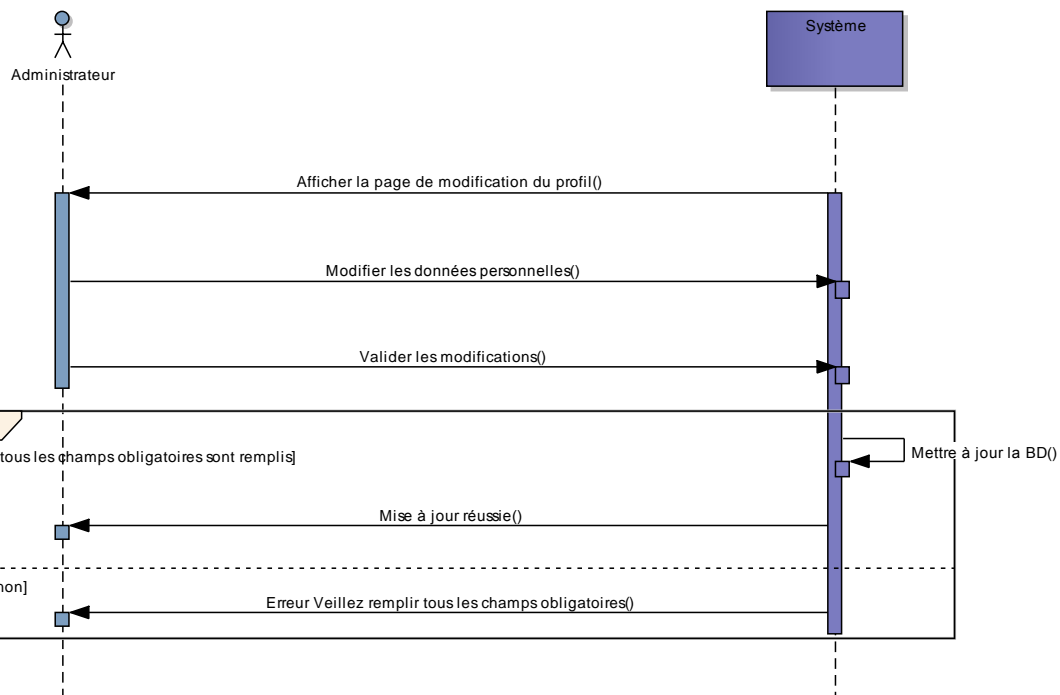 Système
Administrateur
Afficher la page de modification du profil()
Modifier les données personnelles()
Valider les modifications()
tous les champs obligatoires sont remplis]
Mettre à jour la BD()
Mise à jour réussie()
non]
Erreur Veillez remplir tous les champs obligatoires()